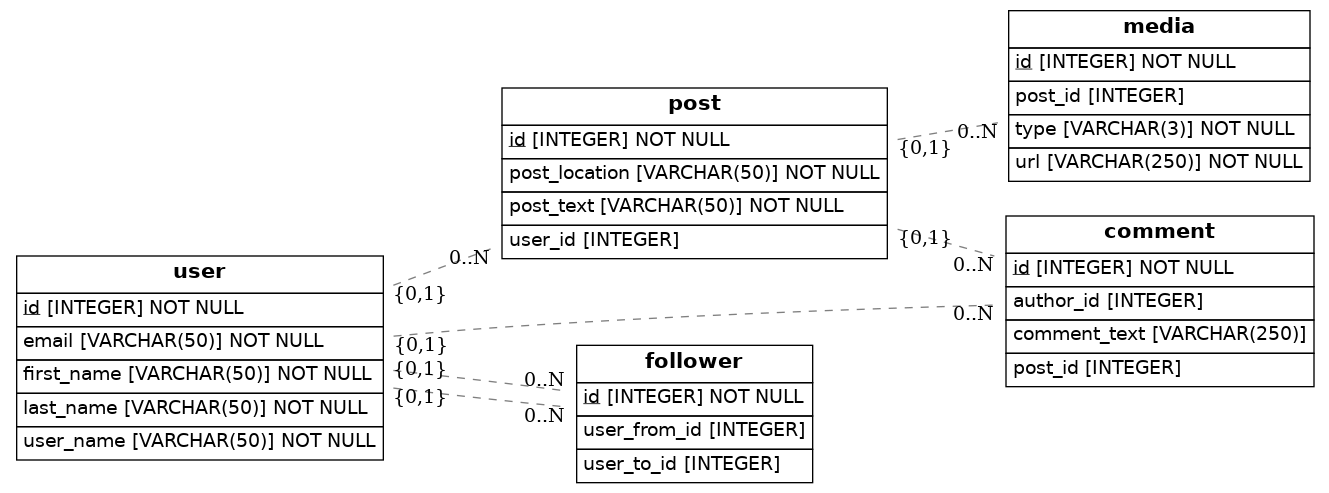 media
id [INTEGER] NOT NULL
post_id [INTEGER]
type [VARCHAR(3)] NOT NULL
url [VARCHAR(250)] NOT NULL
post
id [INTEGER] NOT NULL
post_location [VARCHAR(50)] NOT NULL
post_text [VARCHAR(50)] NOT NULL
user_id [INTEGER]
0..N
{0,1}
{0,1}
0..N
comment
id [INTEGER] NOT NULL
author_id [INTEGER]
comment_text [VARCHAR(250)]
post_id [INTEGER]
user
id [INTEGER] NOT NULL
email [VARCHAR(50)] NOT NULL
first_name [VARCHAR(50)] NOT NULL
last_name [VARCHAR(50)] NOT NULL
user_name [VARCHAR(50)] NOT NULL
0..N
{0,1}
0..N
{0,1}
{0,1}
0..N
{0,1}
0..N
follower
id [INTEGER] NOT NULL
user_from_id [INTEGER]
user_to_id [INTEGER]